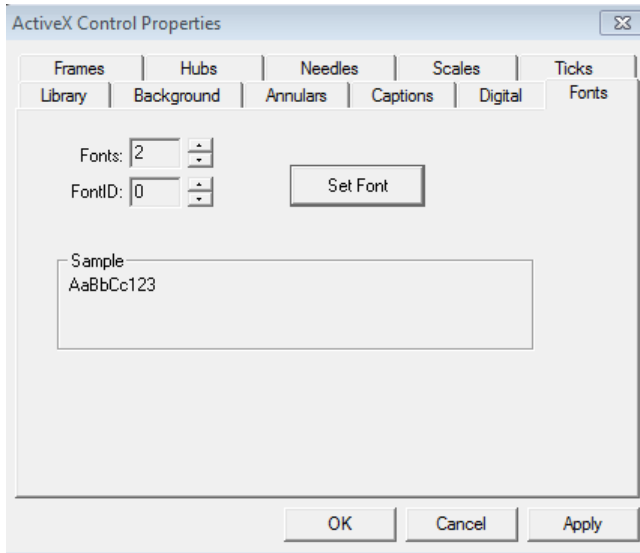 ActiveX Control Properties
Frames Hubs Needles Scales Ticks
Library Background Annulars Captions Digital Fonts
Fonts: 2
FontID: 0
Set Font
Sample
AaBbCc123
OK Cancel Apply